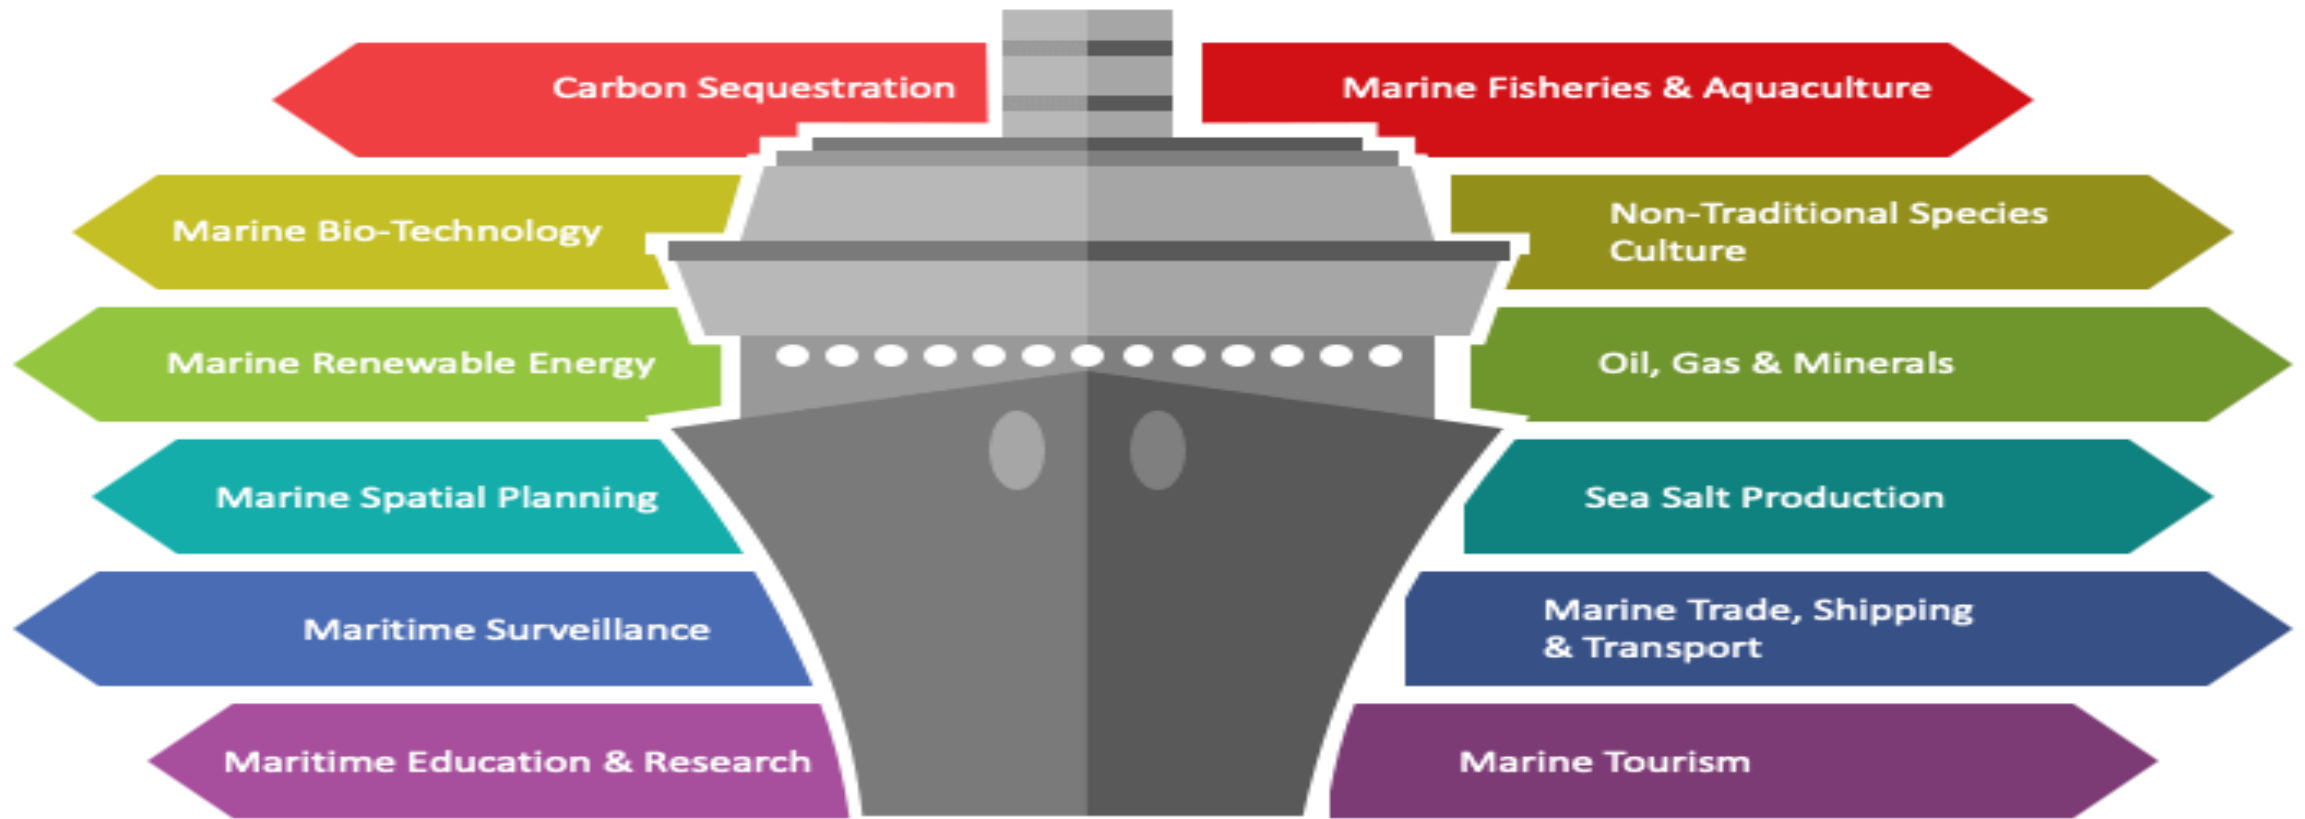 Carbon Sequestration
Marine Fisheries & Aquaculture
Marine Bio-Technology
Non-Traditional Species
Culture
Marine Renewable Energy
Oil, Gas & Minerals
Marine Spatial Planning
Sea Salt Production
Maritime Surveillance
Marine Trade, Shipping
& Transport
Maritime Education & Research
Marine Tourism